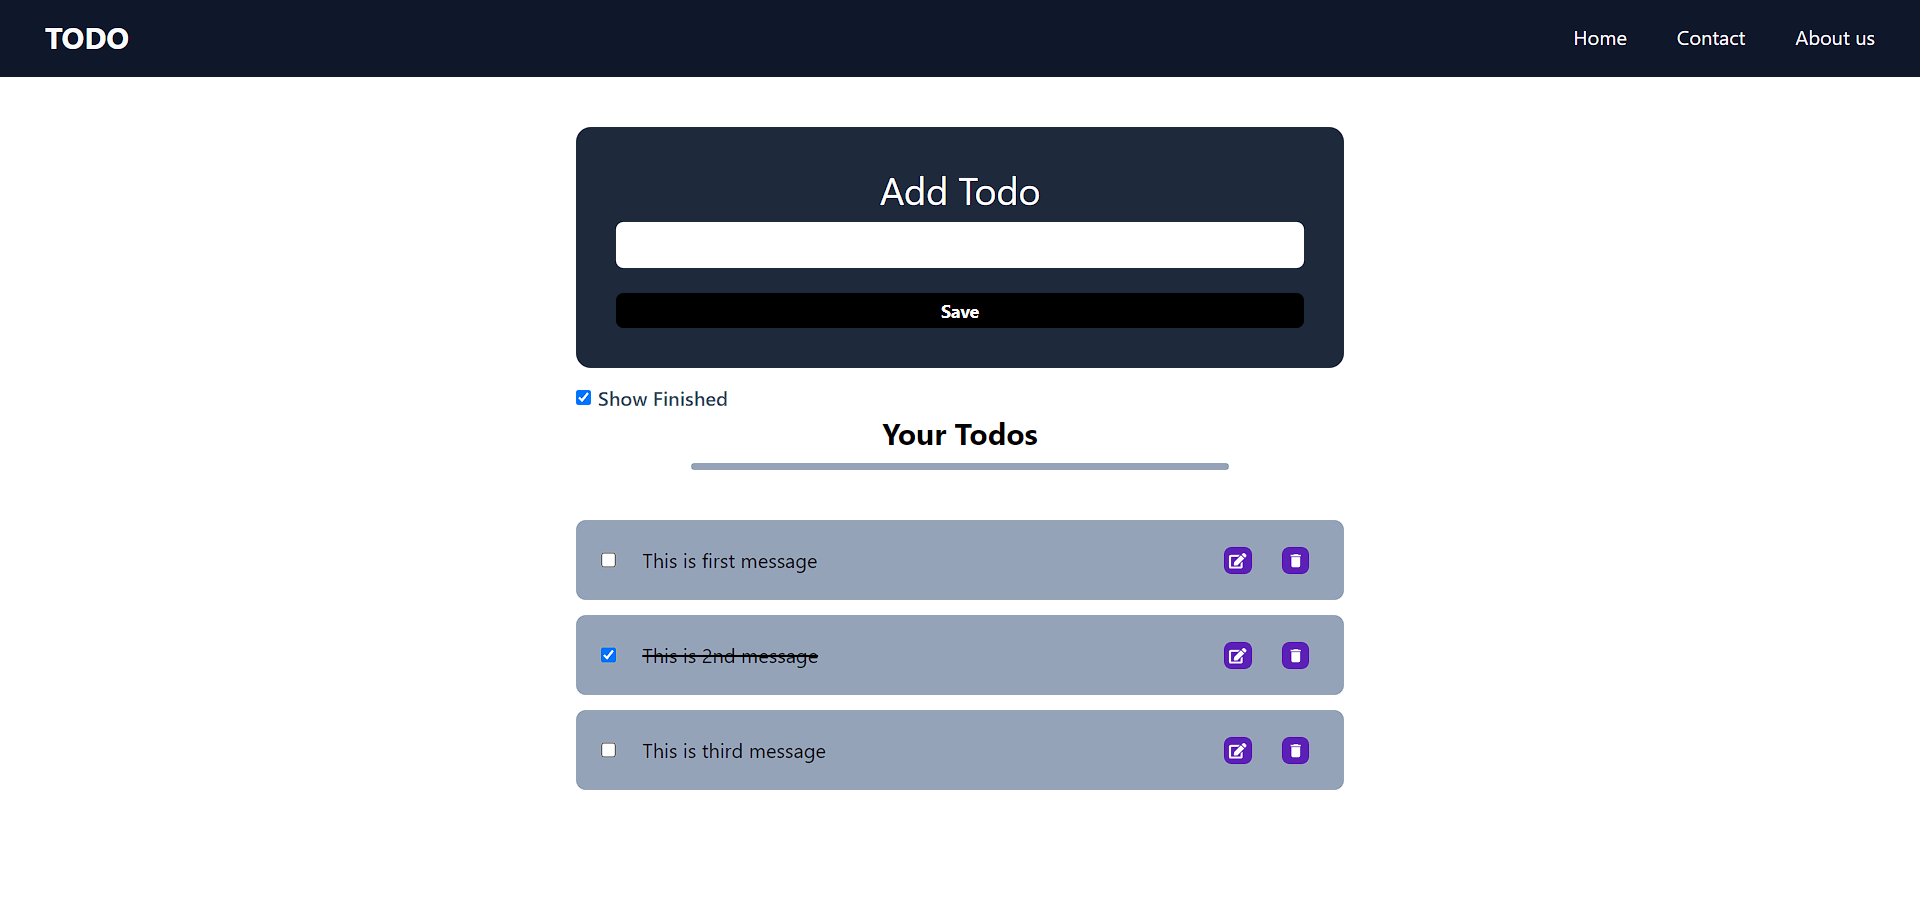 TODO
Home Contact About us
Add Todo
Save
Show Finished
Your Todos
This is first message
This is 2nd message
This is third message